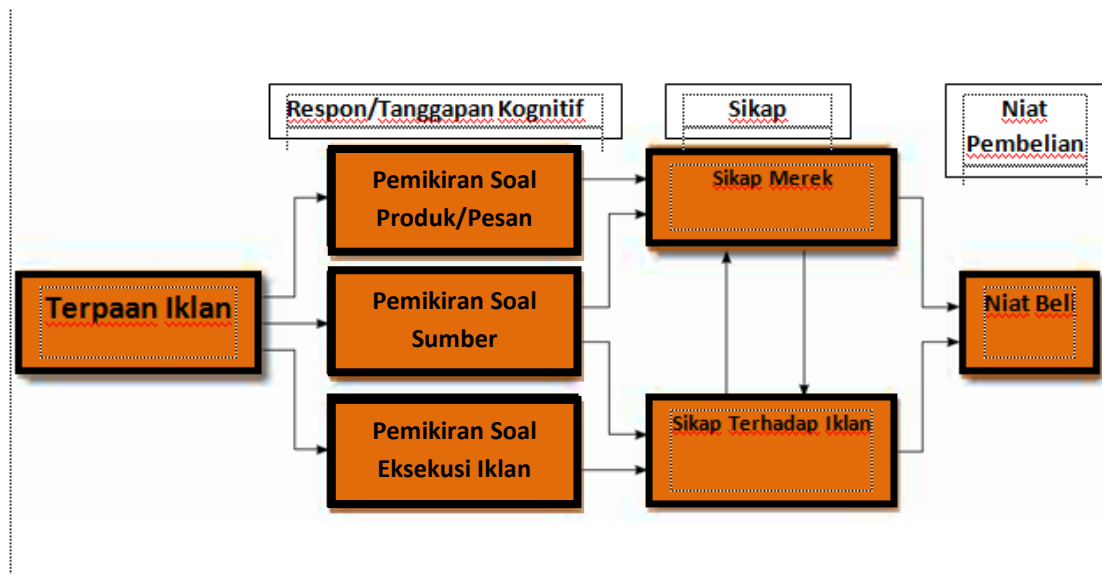 Respon/Tanggapan Kognitif
Sikap
Niat
Pembelian
Pemikiran Soal
Produk/Pesan
Sikap Merek
Terpaan Iklan
Pemikiran Soal
Sumber
Niat Beli
Pemikiran Soal
Eksekusi Iklan
Sikap Terhadap Iklan